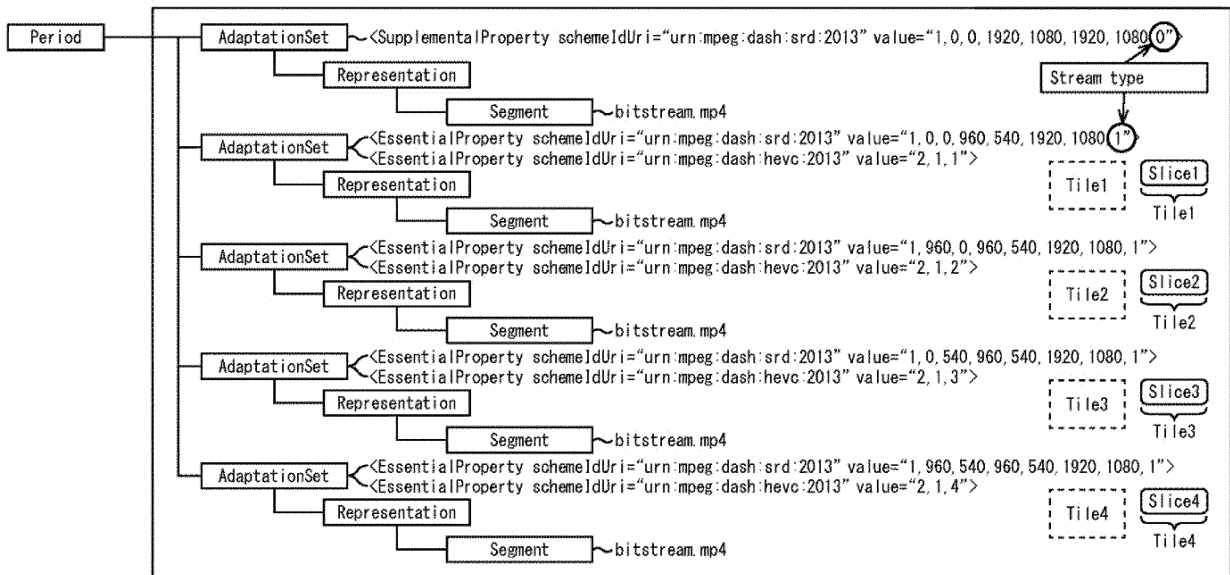 Period
AdaptationSet <SupplementalProperty schemeIdUri="urn:mpeg:dash:srd:2013" value="1,0,0,1920,1080,1920,1080,0">
Representation
Stream type
Segment bitstream.mp4
AdaptationSet <EssentialProperty schemeIdUri="urn:mpeg:dash:srd:2013" value="1,0,0,960,540,1920,1080,1">
<EssentialProperty schemeIdUri="urn:mpeg:dash:hevc:2013" value="2,1,1">
Representation
Tile1 Slice1
Tile1
Segment bitstream.mp4
AdaptationSet <EssentialProperty schemeIdUri="urn:mpeg:dash:srd:2013" value="1,960,0,960,540,1920,1080,1">
<EssentialProperty schemeIdUri="urn:mpeg:dash:hevc:2013" value="2,1,2">
Representation
Tile2 Slice2
Tile2
Segment bitstream.mp4
AdaptationSet <EssentialProperty schemeIdUri="urn:mpeg:dash:srd:2013" value="1,0,540,960,540,1920,1080,1">
<EssentialProperty schemeIdUri="urn:mpeg:dash:hevc:2013" value="2,1,3">
Representation
Tile3 Slice3
Tile3
Segment bitstream.mp4
AdaptationSet <EssentialProperty schemeIdUri="urn:mpeg:dash:srd:2013" value="1,960,540,960,540,1920,1080,1">
<EssentialProperty schemeIdUri="urn:mpeg:dash:hevc:2013" value="2,1,4">
Representation
Tile4 Slice4
Tile4
Segment bitstream.mp4